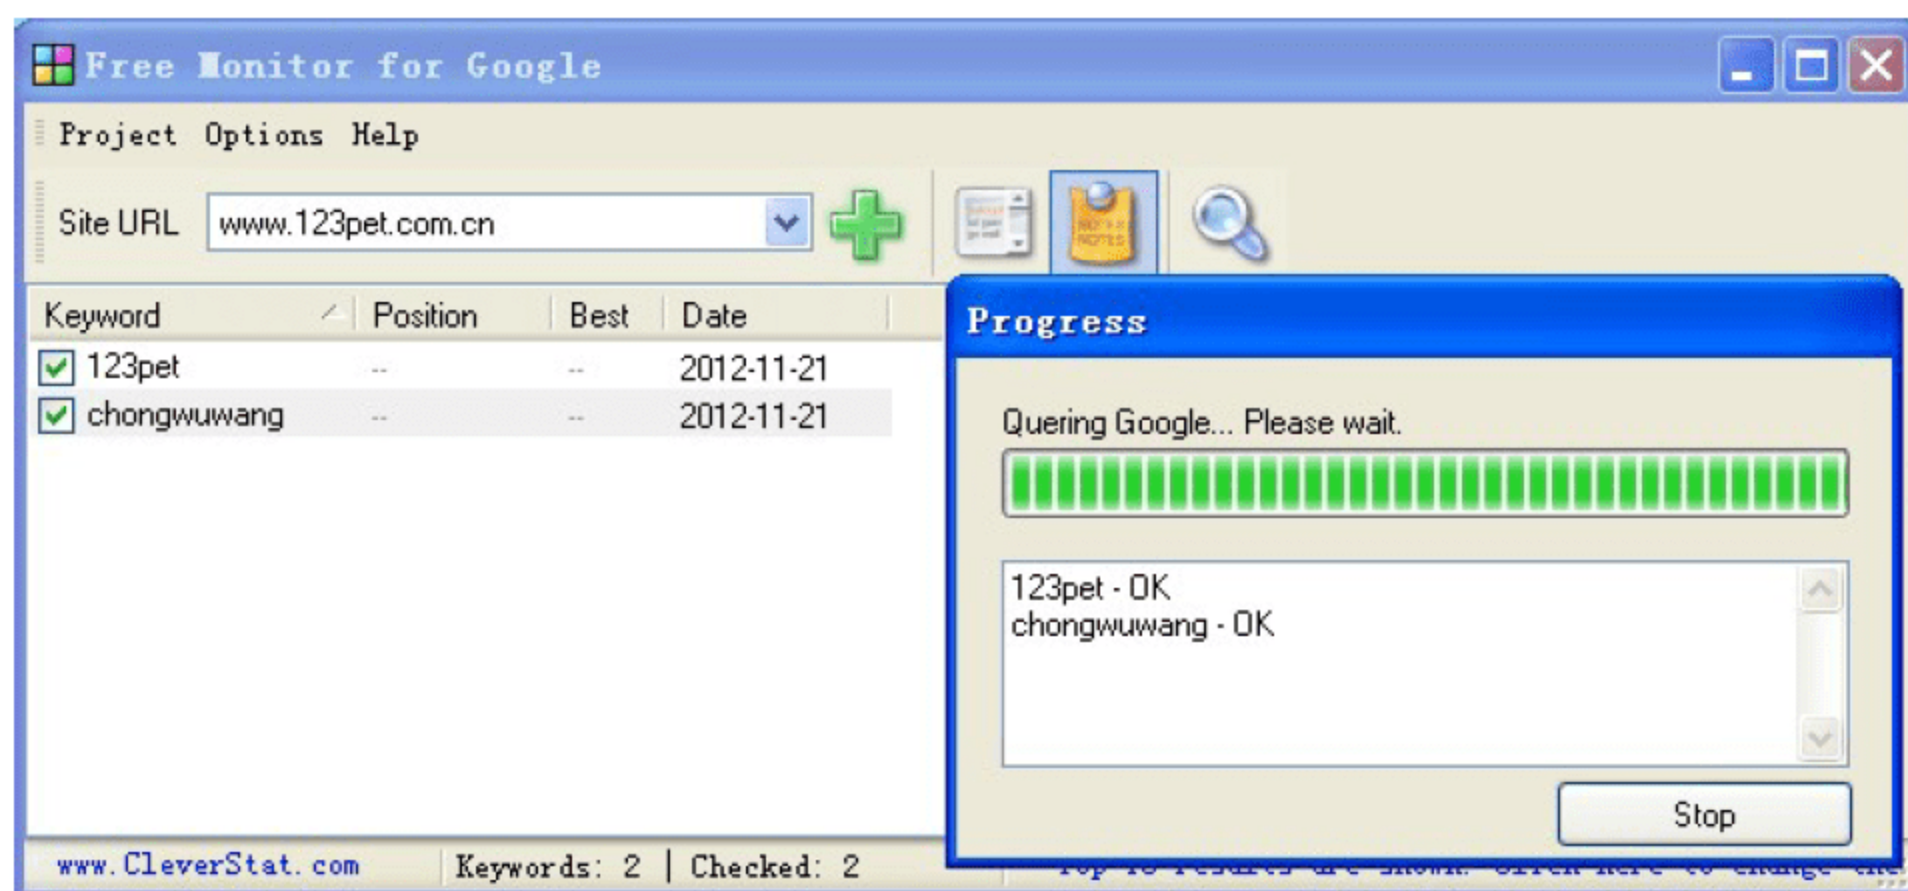 Free Monitor for Google
Project Options Help
Site URL www.123pet.com.cn
Keyword Position Best Date
123pet -- -- 2012-11-21
chongwuwang -- -- 2012-11-21
Progress
Quering Google... Please wait.
123pet - OK
chongwuwang - OK
Stop
www.CleverStat.com Keywords: 2 | Checked: 2